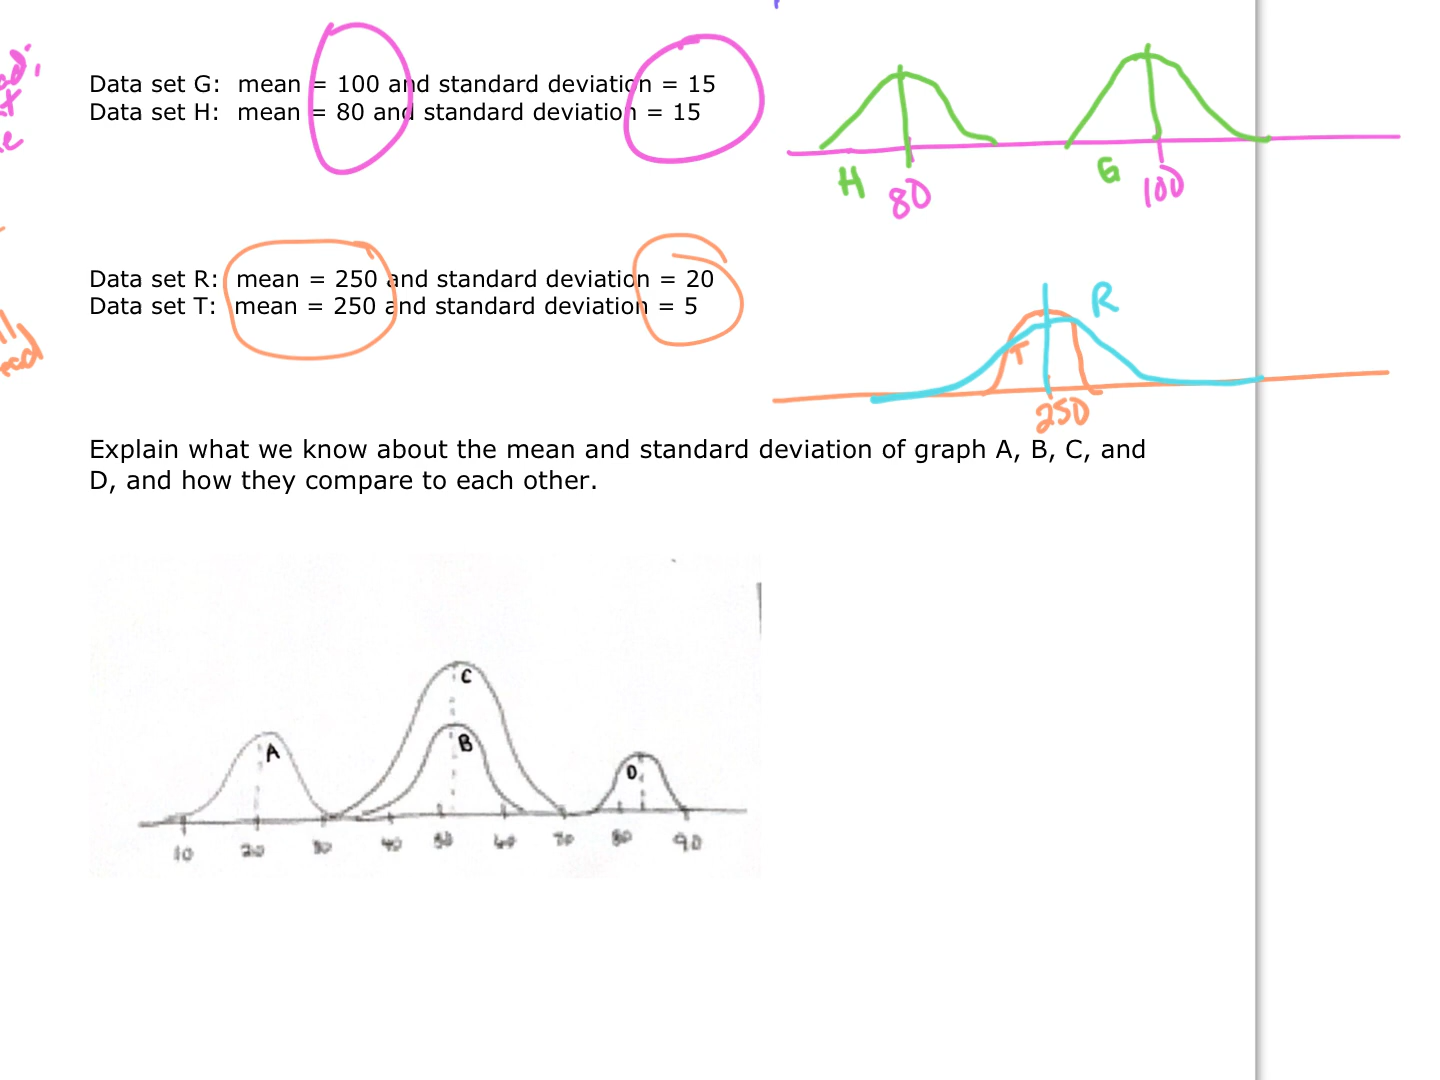 Data set G: mean = 100 and standard deviation = 15
Data set H: mean = 80 and standard deviation = 15
H 80 G 100
Data set R: mean = 250 and standard deviation = 20
Data set T: mean = 250 and standard deviation = 5
R
T
250
Explain what we know about the mean and standard deviation of graph A, B, C, and
D, and how they compare to each other.
C
B
A
D
10 20 30 40 50 60 70 80 90